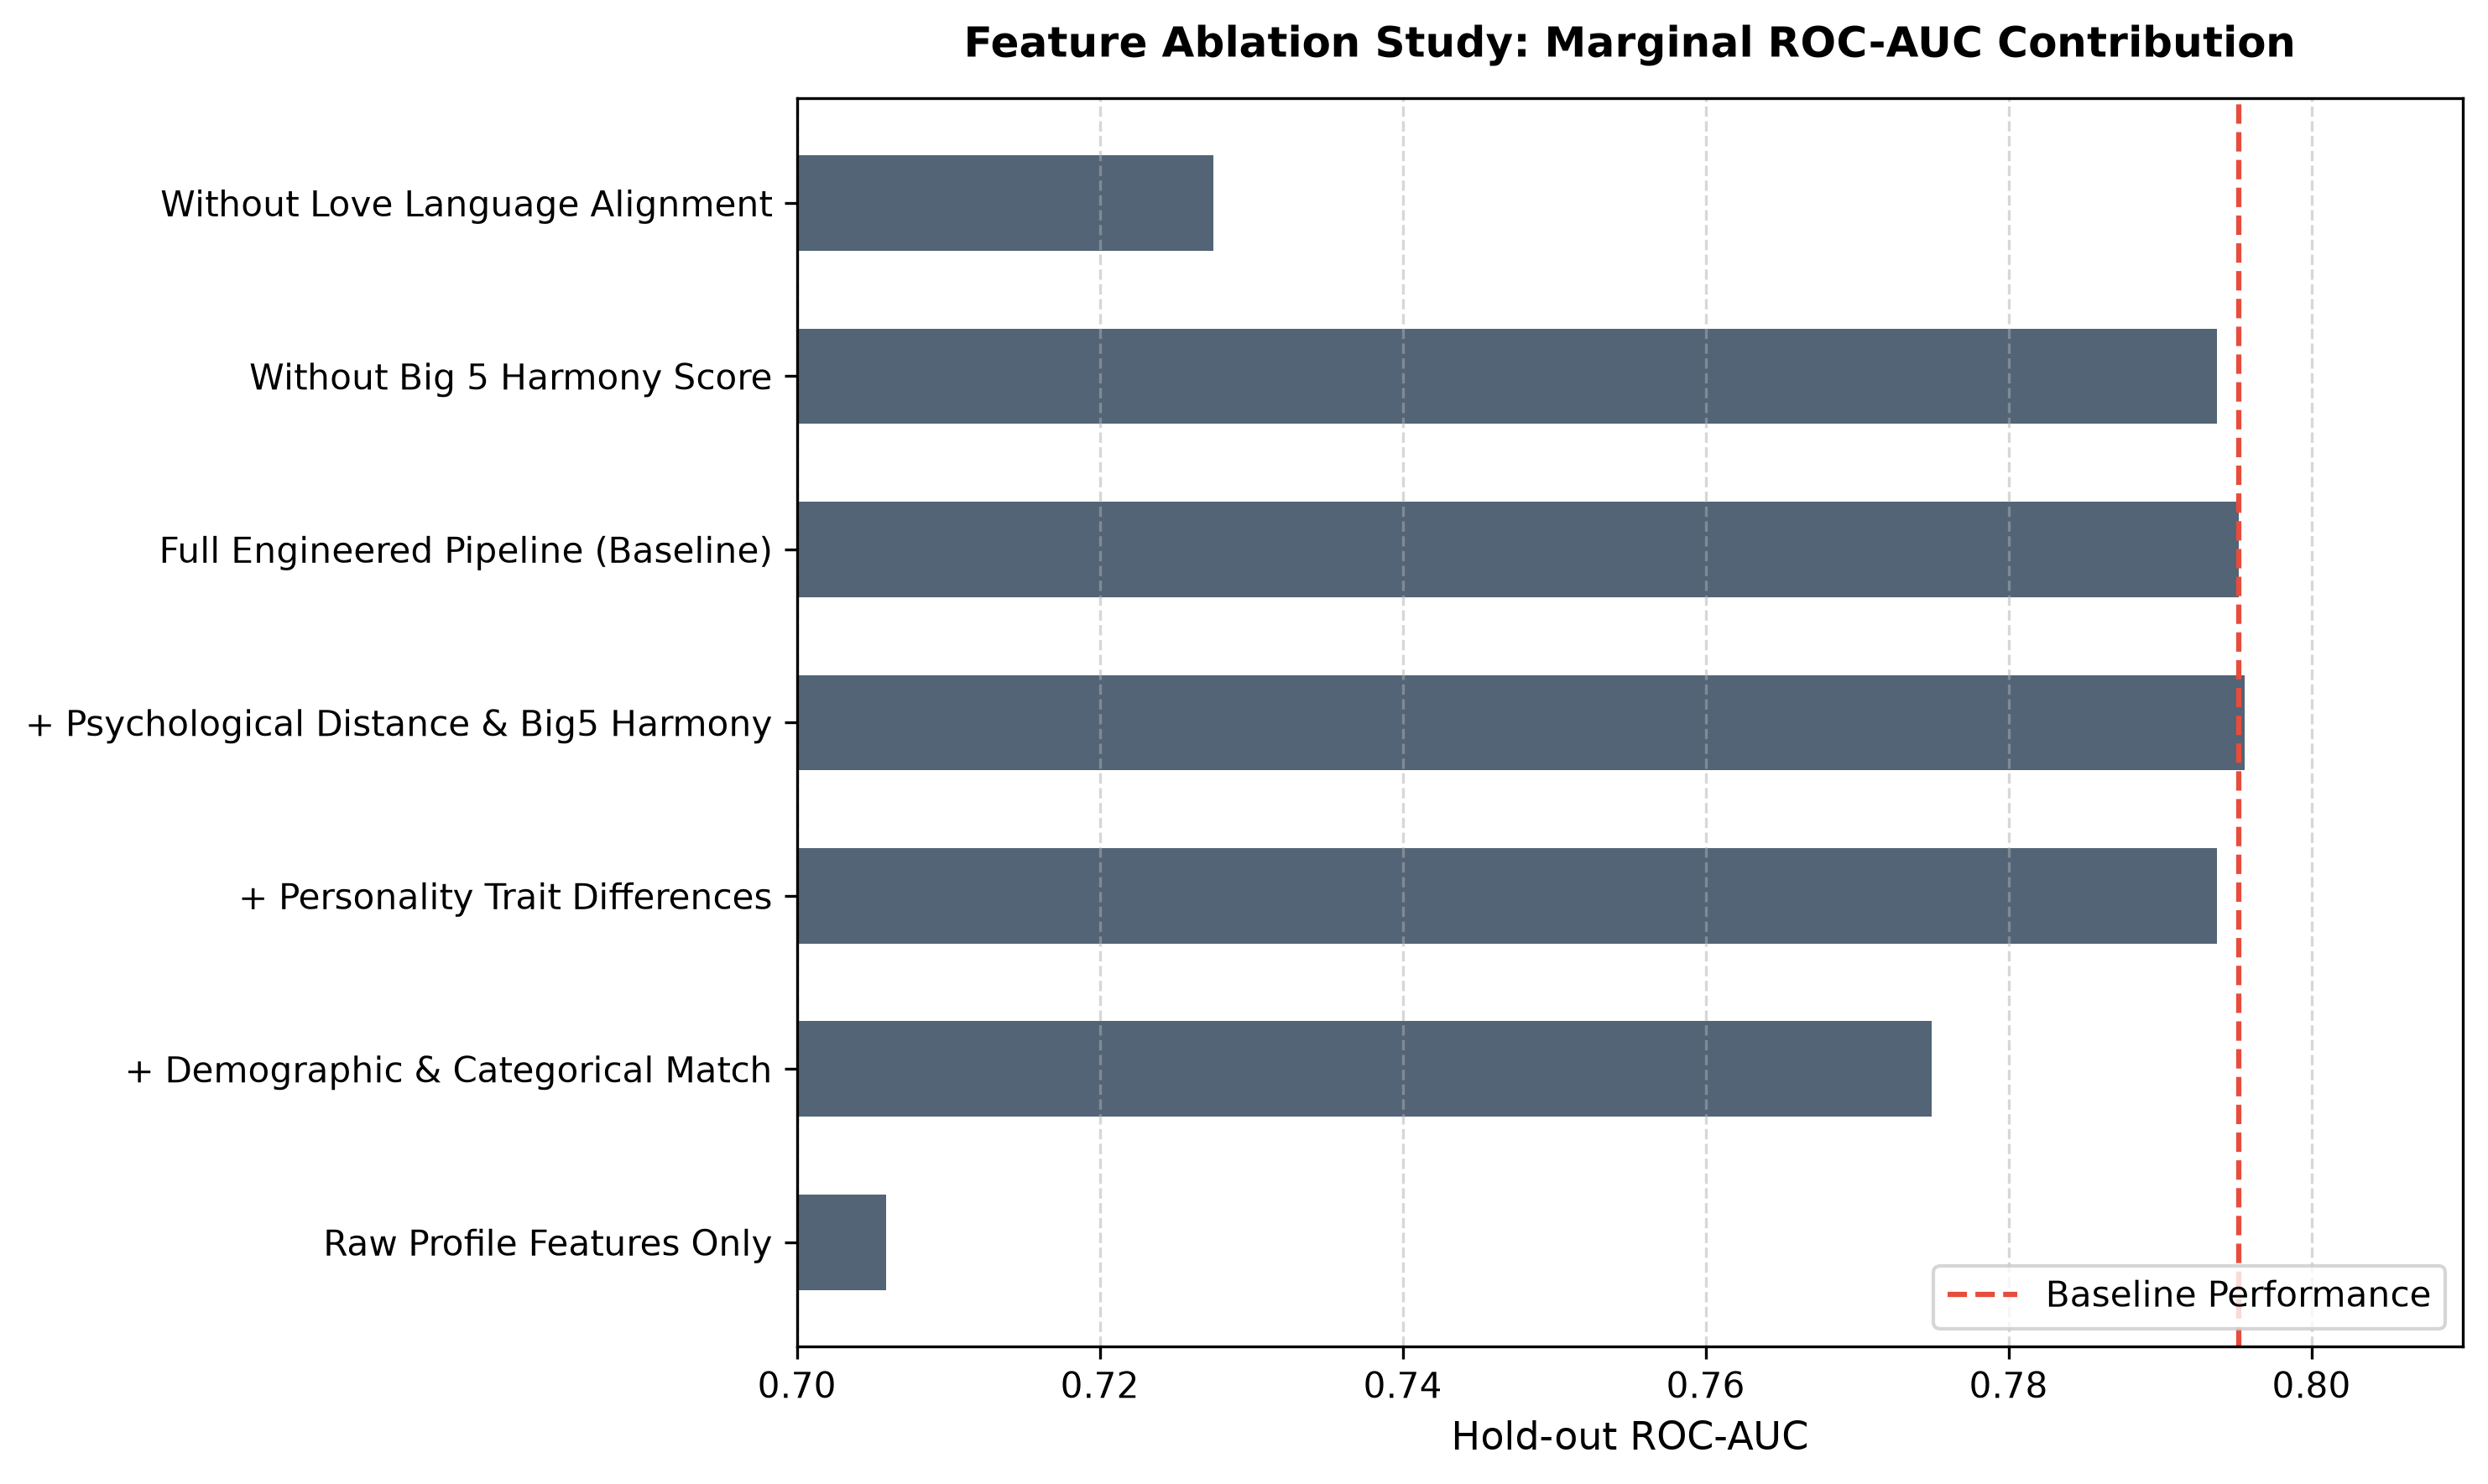 Feature Ablation Study: Marginal ROC-AUC Contribution
Without Love Language Alignment
Without Big 5 Harmony Score
Full Engineered Pipeline (Baseline)
+ Psychological Distance & Big5 Harmony
+ Personality Trait Differences
+ Demographic & Categorical Match
Raw Profile Features Only
Baseline Performance
0.70 0.72 0.74 0.76 0.78 0.80
Hold-out ROC-AUC